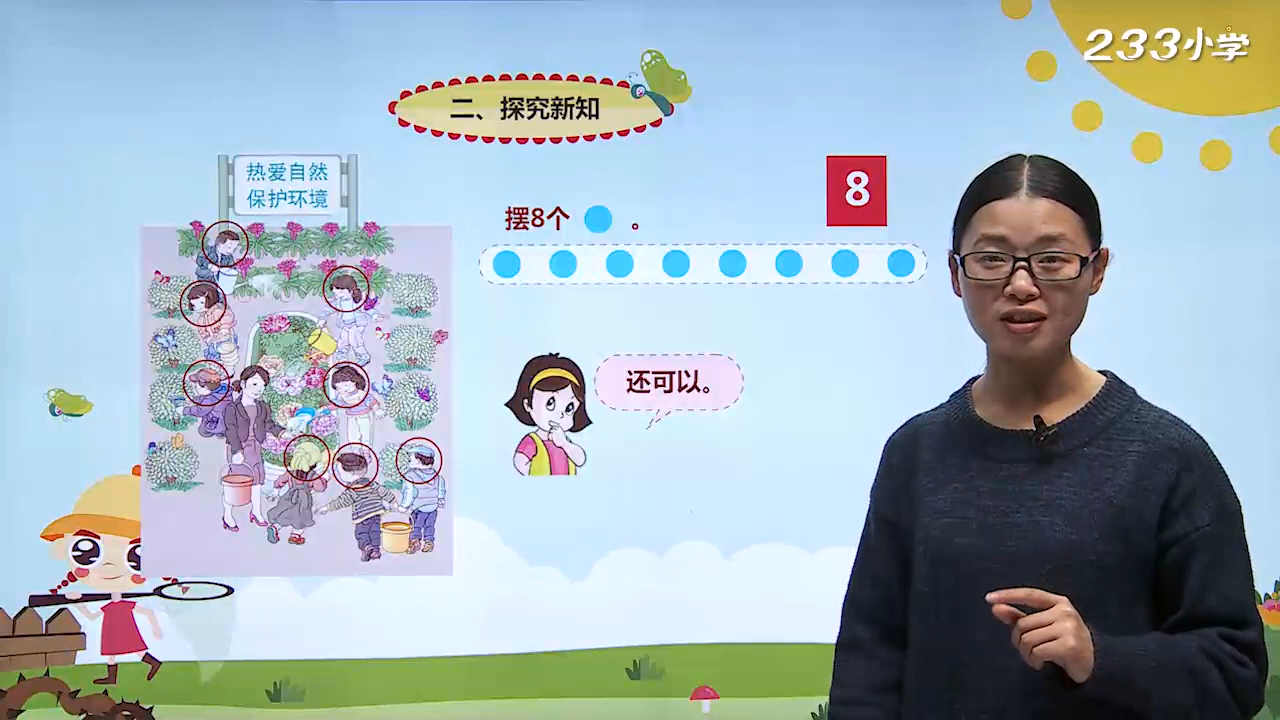 233小学
二、探究新知
热爱自然
保护环境
8
摆8个 。
还可以。